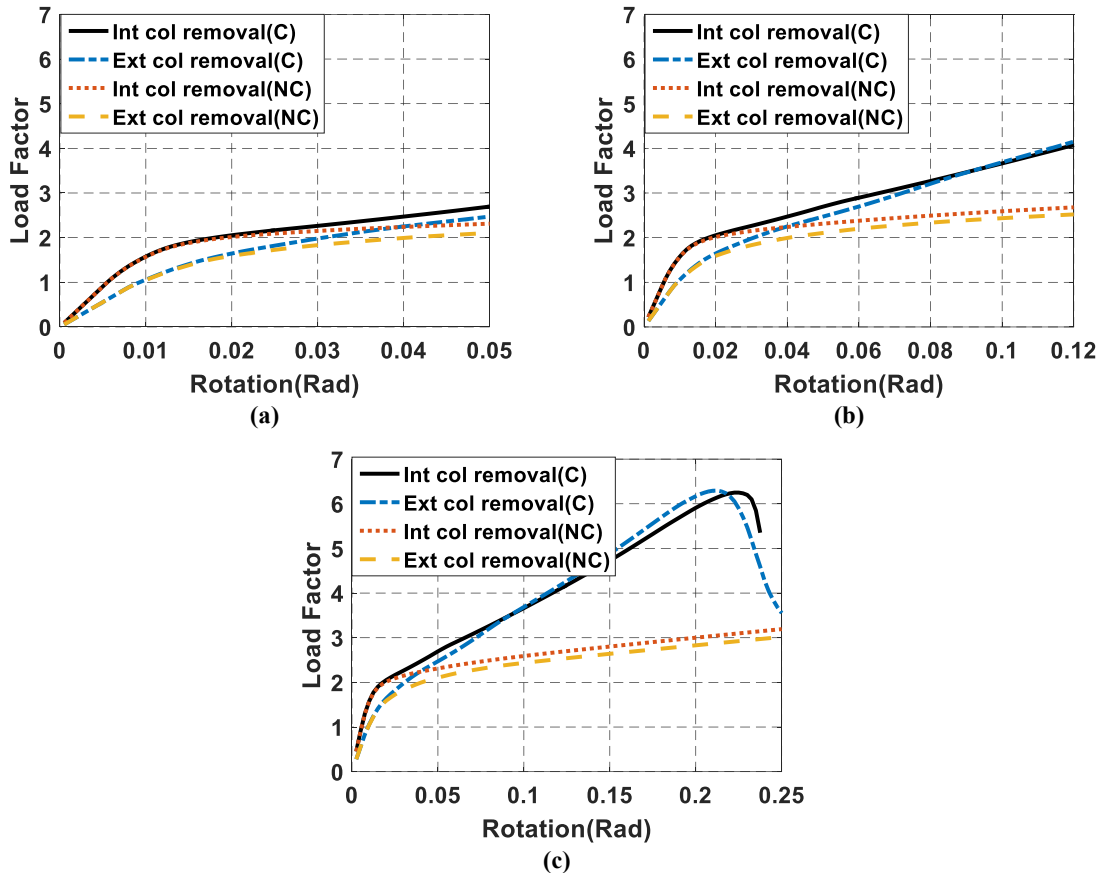 Int col removal(C)
Ext col removal(C)
Int col removal(NC)
Ext col removal(NC)
Load Factor
7
6
5
4
3
2
1
0
0 0.01 0.02 0.03 0.04 0.05
Rotation(Rad)
(a)
Int col removal(C)
Ext col removal(C)
Int col removal(NC)
Ext col removal(NC)
Load Factor
7
6
5
4
3
2
1
0
0 0.02 0.04 0.06 0.08 0.1 0.12
Rotation(Rad)
(b)
Int col removal(C)
Ext col removal(C)
Int col removal(NC)
Ext col removal(NC)
Load Factor
7
6
5
4
3
2
1
0
0 0.05 0.1 0.15 0.2 0.25
Rotation(Rad)
(c)